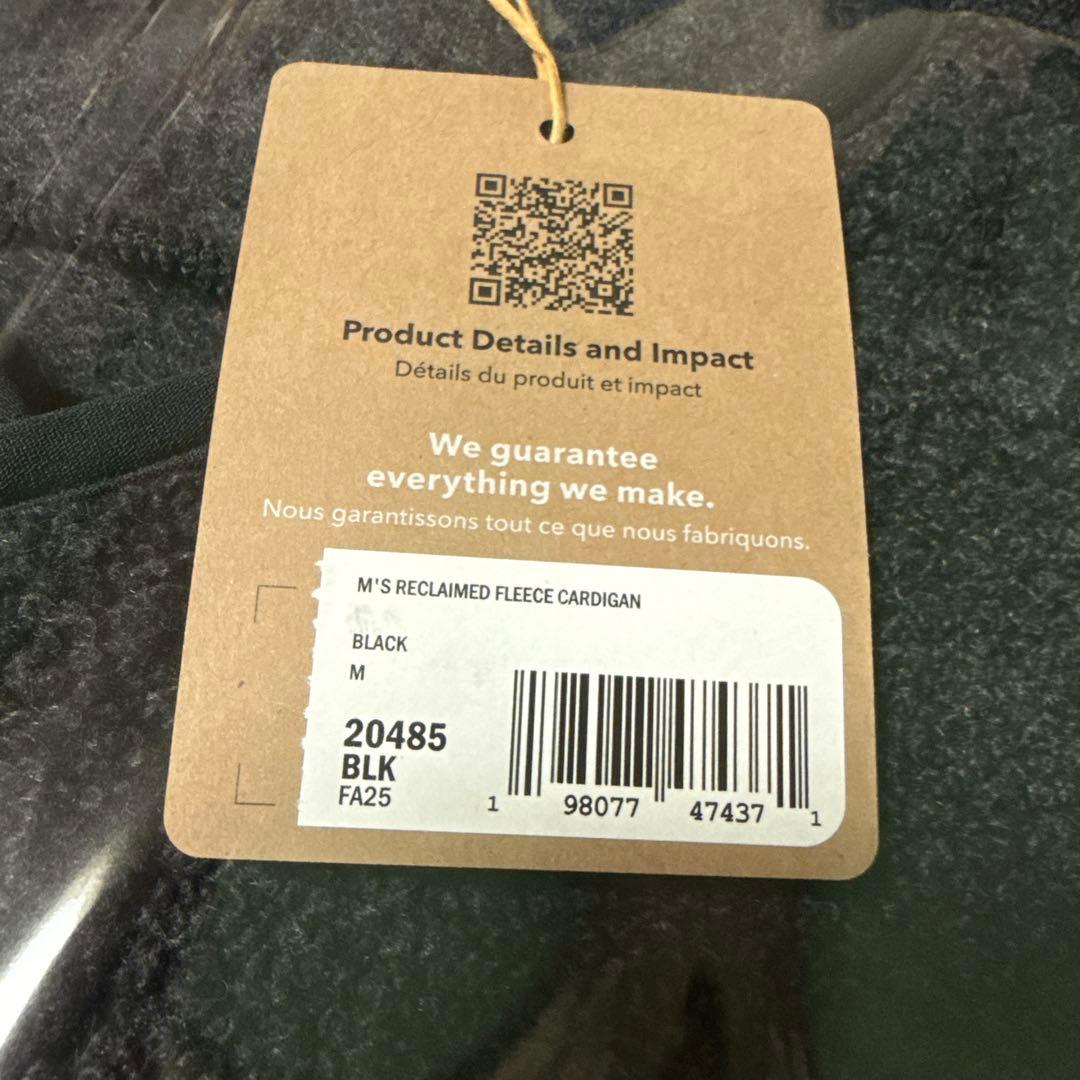 Product Details and Impact
Détails du produit et impact
We guarantee
everything we make.
Nous garantissons tout ce que nous fabriquons.
M'S RECLAIMED FLEECE CARDIGAN
BLACK
M
20485
BLK
FA25
1 98077 47437 1